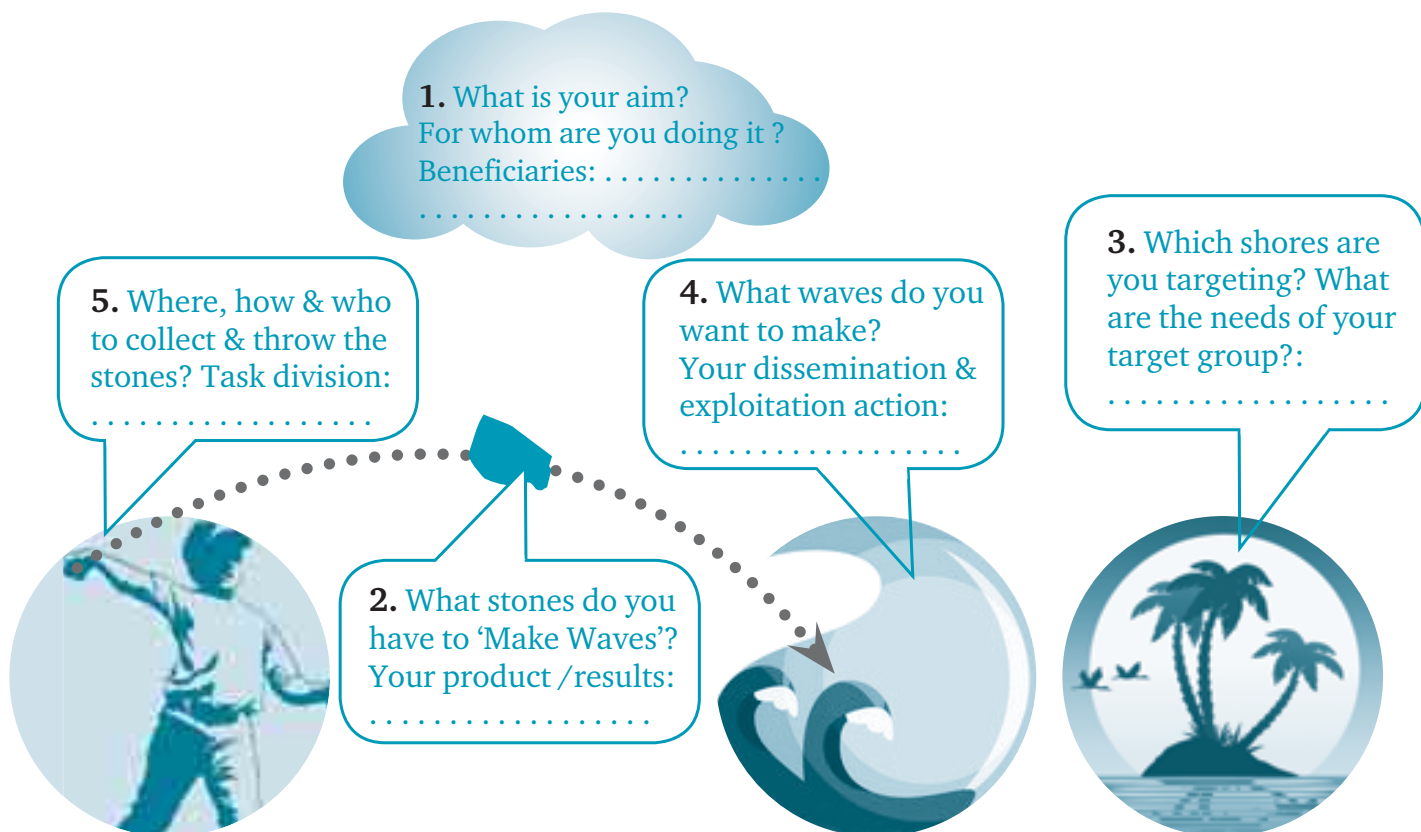 1. What is your aim?
For whom are you doing it ?
Beneficiaries: . . . . . . . . . . . . . .
. . . . . . . . . . . . . . . . .
5. Where, how & who
to collect & throw the
stones? Task division:
. . . . . . . . . . . . . . . . . .
4. What waves do you
want to make?
Your dissemination &
exploitation action:
. . . . . . . . . . . . . . . . . .
3. Which shores are
you targeting? What
are the needs of your
target group?:
. . . . . . . . . . . . . . . . . .
2. What stones do you
have to ‘Make Waves’?
Your product /results:
. . . . . . . . . . . . . . . . . .